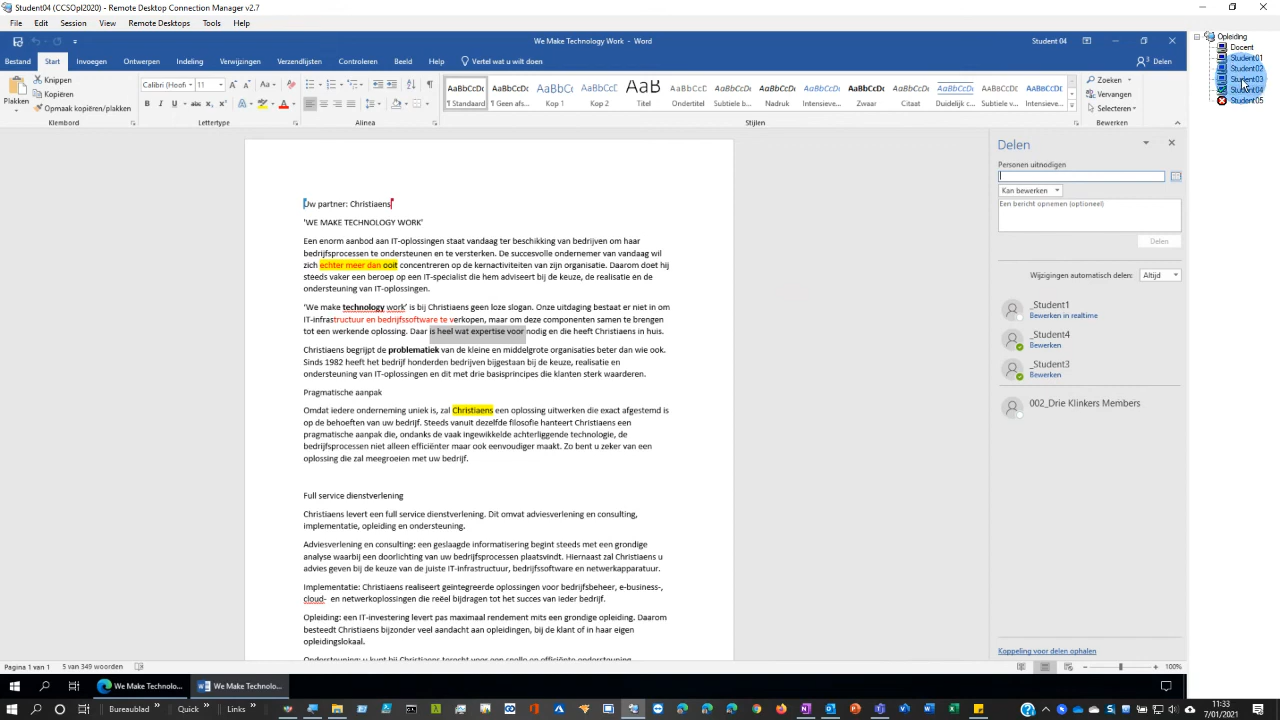 Student04 (CCSOpl2020) - Remote Desktop Connection Manager v2.7
File Edit Session View Remote Desktops Tools Help
We Make Technology Work - Word
Student 04
Bestand Start Invoegen Ontwerpen Indeling Verwijzingen Verzendlijsten Controleren Beeld Help Vertel wat u wilt doen
Delen
Plakken
Knippen
Kopiëren
Opmaak kopiëren/plakken
Klembord
Calibri (Hoofd
11
Lettertype
Alinea
¶ Standaard ¶ Geen afs... Kop 1 Kop 2 Titel Ondertitel Subtiele b... Nadruk Intensieve... Zwaar Citaat Duidelijk c... Subtiele v... Intensieve...
Stijlen
Zoeken
Vervangen
Selecteren
Bewerken
Opleiding
Docent
Student01
Student02
Student03
Student04
Student05
Uw partner: Christiaens
'WE MAKE TECHNOLOGY WORK'
Een enorm aanbod aan IT-oplossingen staat vandaag ter beschikking van bedrijven om haar
bedrijfsprocessen te ondersteunen en te versterken. De succesvolle ondernemer van vandaag wil
zich echter meer dan ooit concentreren op de kernactiviteiten van zijn organisatie. Daarom doet hij
steeds vaker een beroep op een IT-specialist die hem adviseert bij de keuze, de realisatie en de
ondersteuning van IT-oplossingen.
'We make technology work' is bij Christiaens geen loze slogan. Onze uitdaging bestaat er niet in om
IT-infrastructuur en bedrijfssoftware te verkopen, maar om deze componenten samen te brengen
tot een werkende oplossing. Daar is heel wat expertise voor nodig en die heeft Christiaens in huis.
Christiaens begrijpt de problematiek van de kleine en middelgrote organisaties beter dan wie ook.
Sinds 1982 heeft het bedrijf honderden bedrijven bijgestaan bij de keuze, realisatie en
ondersteuning van IT-oplossingen en dit met drie basisprincipes die klanten sterk waarderen.
Pragmatische aanpak
Omdat iedere onderneming uniek is, zal Christiaens een oplossing uitwerken die exact afgestemd is
op de behoeften van uw bedrijf. Steeds vanuit dezelfde filosofie hanteert Christiaens een
pragmatische aanpak die, ondanks de vaak ingewikkelde achterliggende technologie, de
bedrijfsprocessen niet alleen efficiënter maar ook eenvoudiger maakt. Zo bent u zeker van een
oplossing die zal meegroeien met uw bedrijf.
Full service dienstverlening
Christiaens levert een full service dienstverlening. Dit omvat adviesverlening en consulting,
implementatie, opleiding en ondersteuning.
Adviesverlening en consulting: een geslaagde informatisering begint steeds met een grondige
analyse waarbij een doorlichting van uw bedrijfsprocessen plaatsvindt. Hiernaast zal Christiaens u
advies geven bij de keuze van de juiste IT-infrastructuur, bedrijfssoftware en netwerkapparatuur.
Implementatie: Christiaens realiseert geïntegreerde oplossingen voor bedrijfsbeheer, e-business-,
cloud- en netwerkoplossingen die reëel bijdragen tot het succes van ieder bedrijf.
Opleiding: een IT-investering levert pas maximaal rendement mits een grondige opleiding. Daarom
besteedt Christiaens bijzonder veel aandacht aan opleidingen, bij de klant of in haar eigen
opleidingslokaal.
Ondersteuning: u kunt bij Christiaens terecht voor een snelle en efficiënte ondersteuning
Delen
Personen uitnodigen
Kan bewerken
Een bericht opnemen (optioneel)
Delen
Wijzigingen automatisch delen: Altijd
_Student1
Bewerken in realtime
_Student4
Bewerken
_Student3
Bewerken
002_Drie Klinkers Members
Koppeling voor delen ophalen
Pagina 1 van 1 5 van 349 woorden
100%
We Make Technolo... We Make Technolo...
Bureaublad Quick Links
11:33
7/01/2021